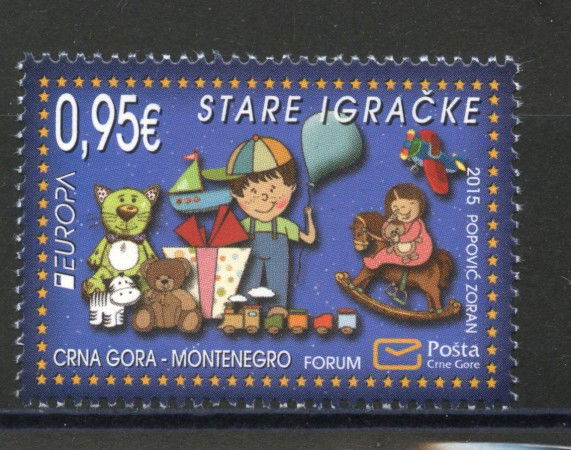 0,95€
STARE IGRAČKE
EUROPA
2015 POPOVIĆ ZORAN
CRNA GORA - MONTENEGRO
FORUM
Pošta
Crne Gore